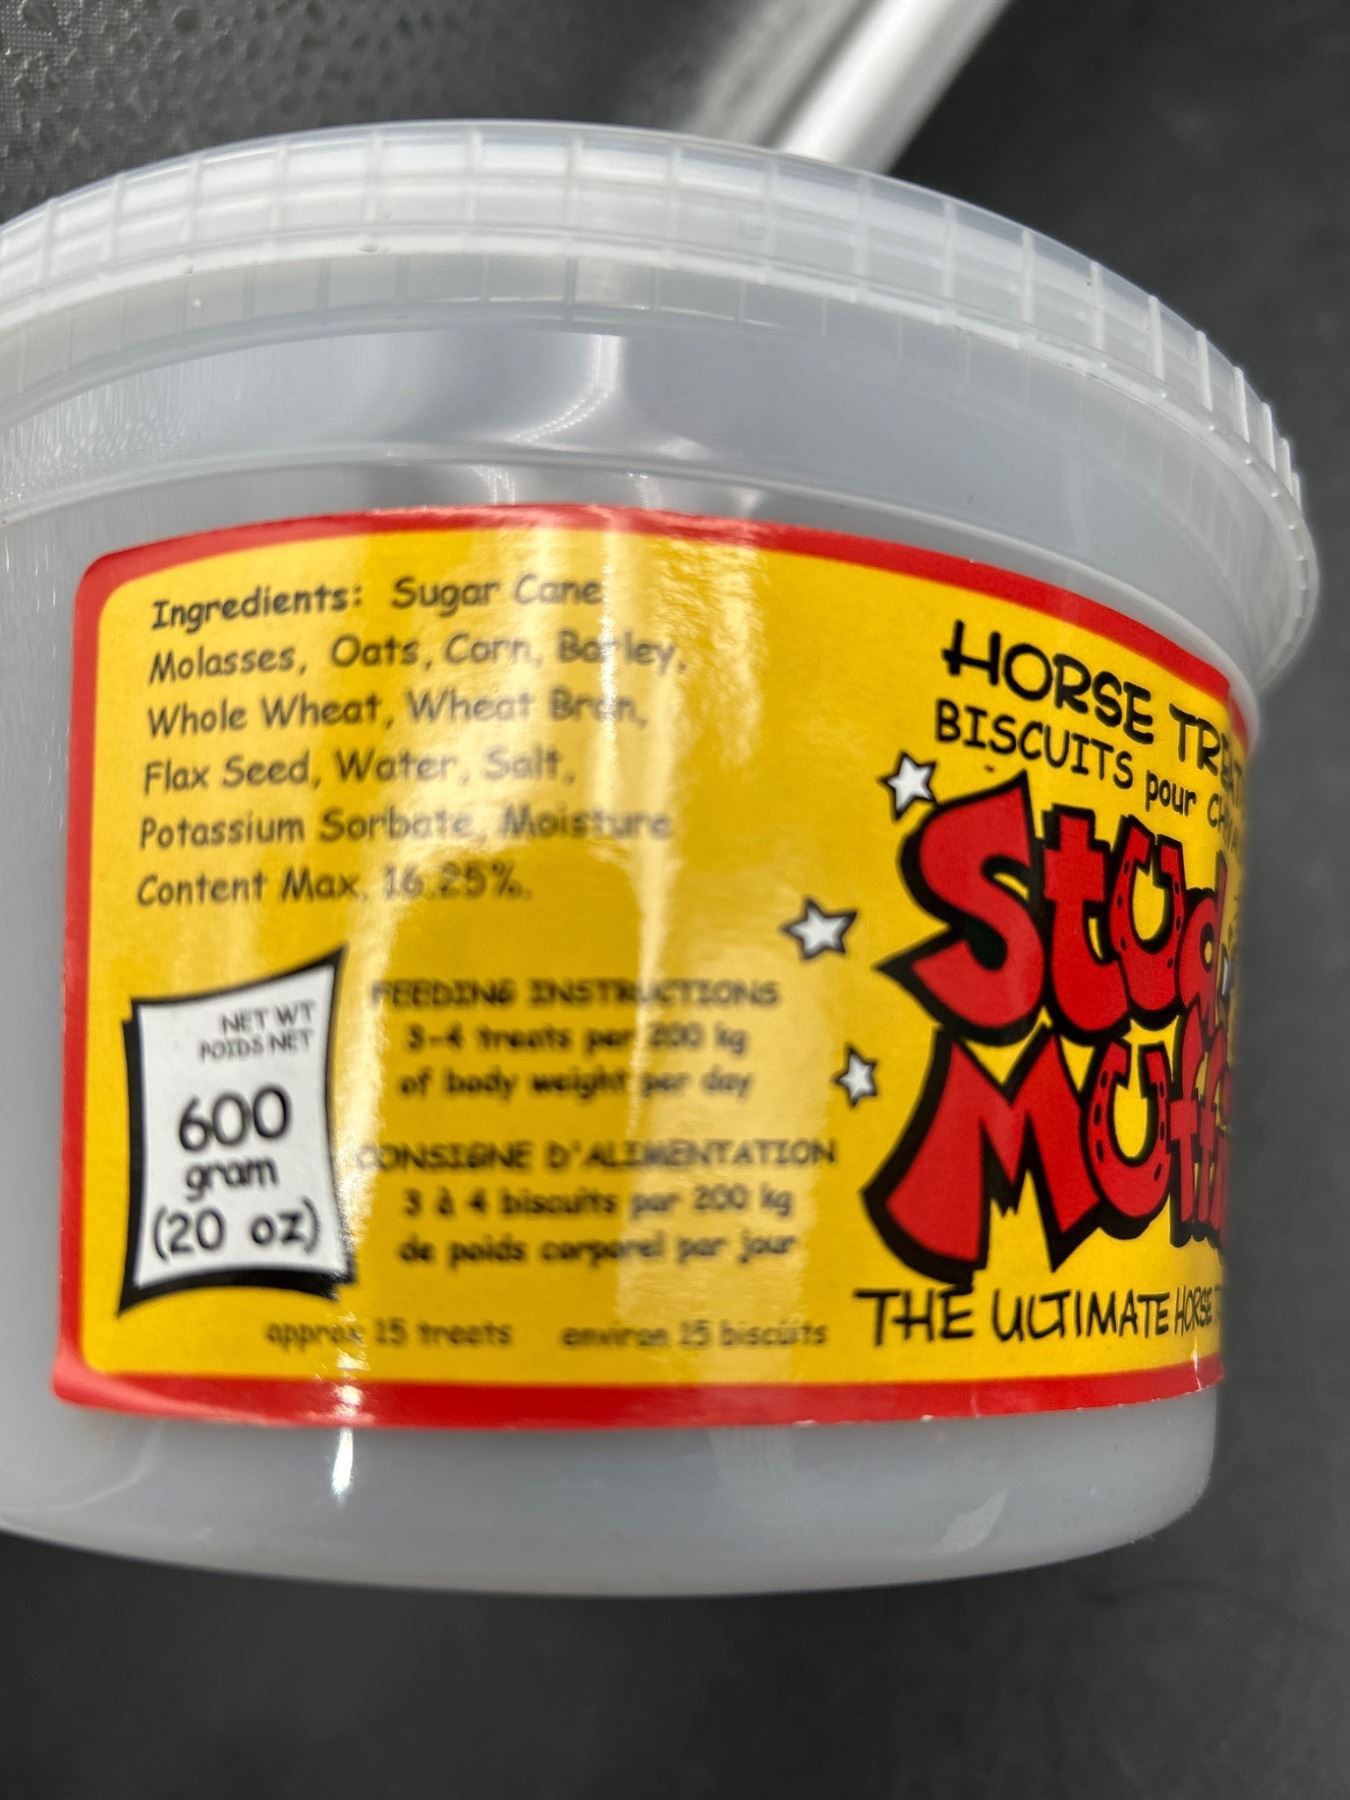 Ingredients: Sugar Cane
Molasses, Oats, Corn, Barley,
Whole Wheat, Wheat Bran,
Flax Seed, Water, Salt,
Potassium Sorbate, Moisture
Content Max. 16.25%.
NET WT
POIDS NET
600
gram
(20 oz)
FEEDING INSTRUCTIONS
3-4 treats per 200 kg
of body weight per day
CONSIGNE D'ALIMENTATION
3 à 4 biscuits par 200 kg
de poids corporel par jour
approx 15 treats environ 15 biscuits
HORSE
BISCUITS pour
Stud
Muff
THE ULTIMATE HORSE